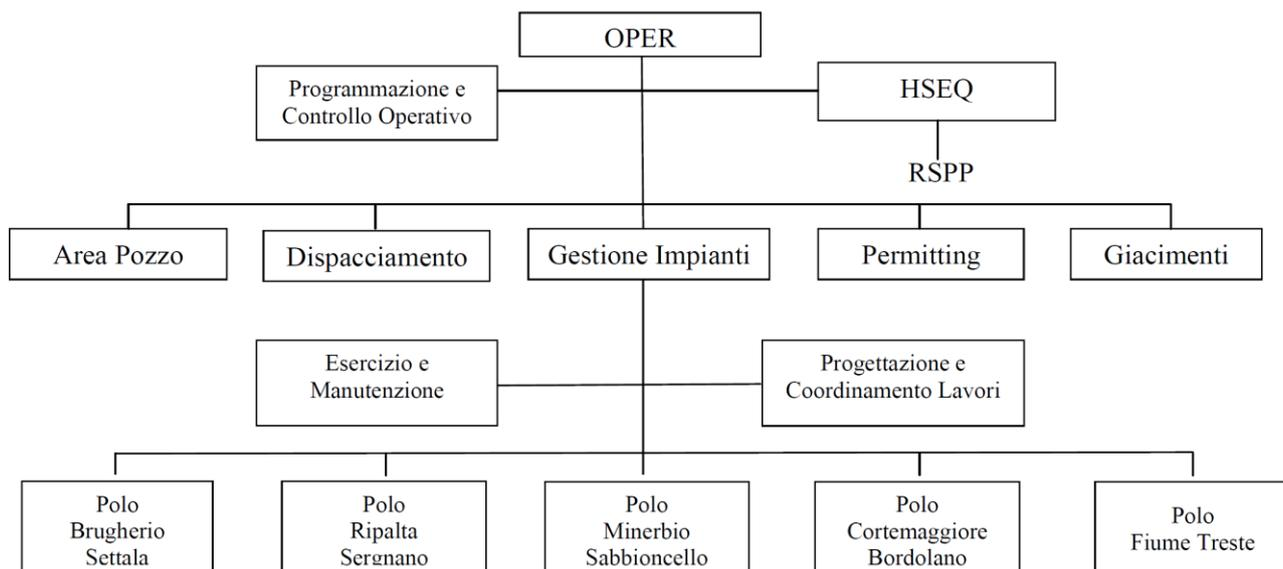 OPER
Programmazione e
Controllo Operativo
HSEQ
RSPP
Area Pozzo
Dispacciamento
Gestione Impianti
Permitting
Giacimenti
Esercizio e
Manutenzione
Progettazione e
Coordinamento Lavori
Polo
Brugherio
Settala
Polo
Ripalta
Sergnano
Polo
Minerbio
Sabbioncello
Polo
Cortemaggiore
Bordolano
Polo
Fiume Treste